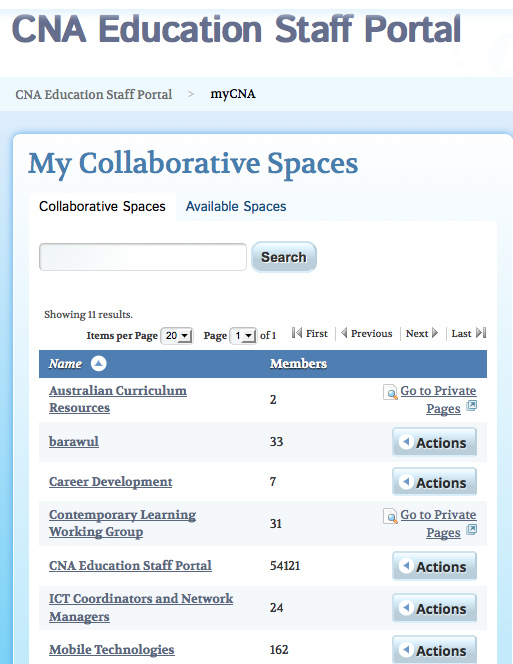 CNA Education Staff Portal
CNA Education Staff Portal > myCNA
My Collaborative Spaces
Collaborative Spaces Available Spaces
Search
Showing 11 results.
Items per Page 20 Page 1 of 1 First Previous Next Last
Name Members
Australian Curriculum
Resources
2
Go to Private
Pages
barawul 33 Actions
Career Development 7 Actions
Contemporary Learning
Working Group
31
Go to Private
Pages
CNA Education Staff Portal 54121 Actions
ICT Coordinators and Network
Managers
24
Actions
Mobile Technologies 162 Actions